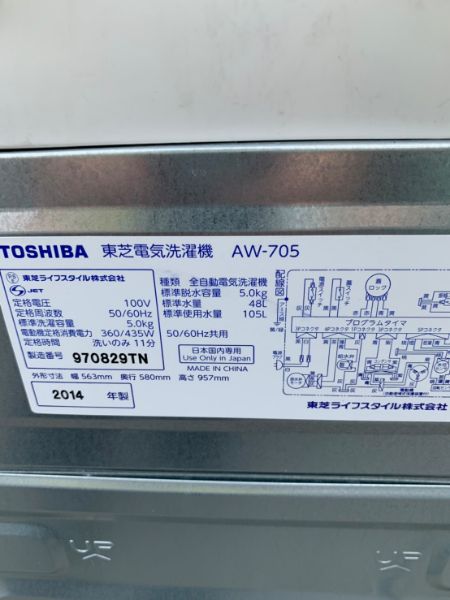 TOSHIBA 東芝電気洗濯機 AW-705
東芝ライフスタイル株式会社
JET
定格電圧 100V
定格周波数 50/60Hz
標準洗濯容量 5.0kg
電動機定格消費電力 360/435W
定格時間 洗いのみ 11分
製造番号 970829TN
種類 全自動電気洗濯機
標準脱水容量 5.0kg
標準水量 48L
標準使用水量 105L
50/60Hz共用
日本国内専用
Use Only in Japan
MADE IN CHINA
外形寸法 幅 563mm 奥行 580mm 高さ 957mm
2014 年製
配線図
蓋
ロック
プログラムタイマ
東芝ライフスタイル株式会社
UP
UP